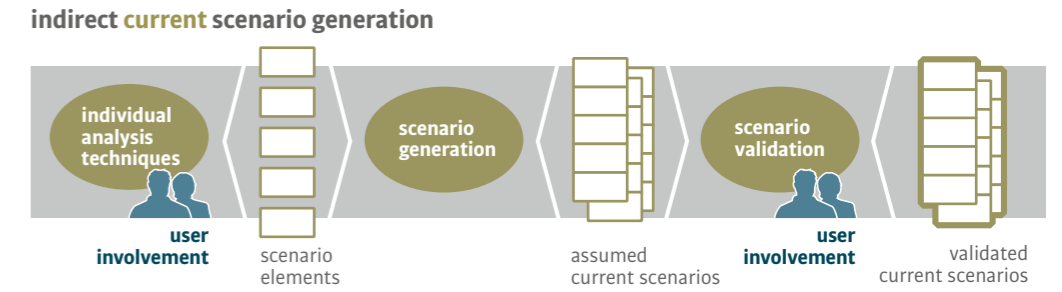 indirect current scenario generation
individual
analysis
techniques
scenario
generation
scenario
validation
user
involvement
scenario
elements
assumed
current scenarios
user
involvement
validated
current scenarios